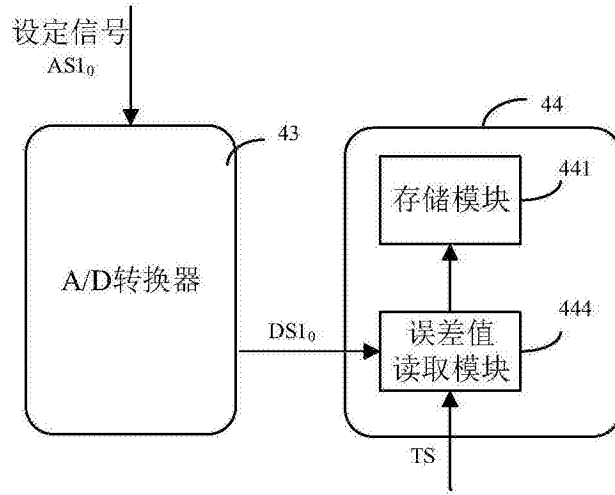 设定信号
AS1₀
43
44
441
存储模块
A/D转换器
444
DS1₀
误差值
读取模块
TS